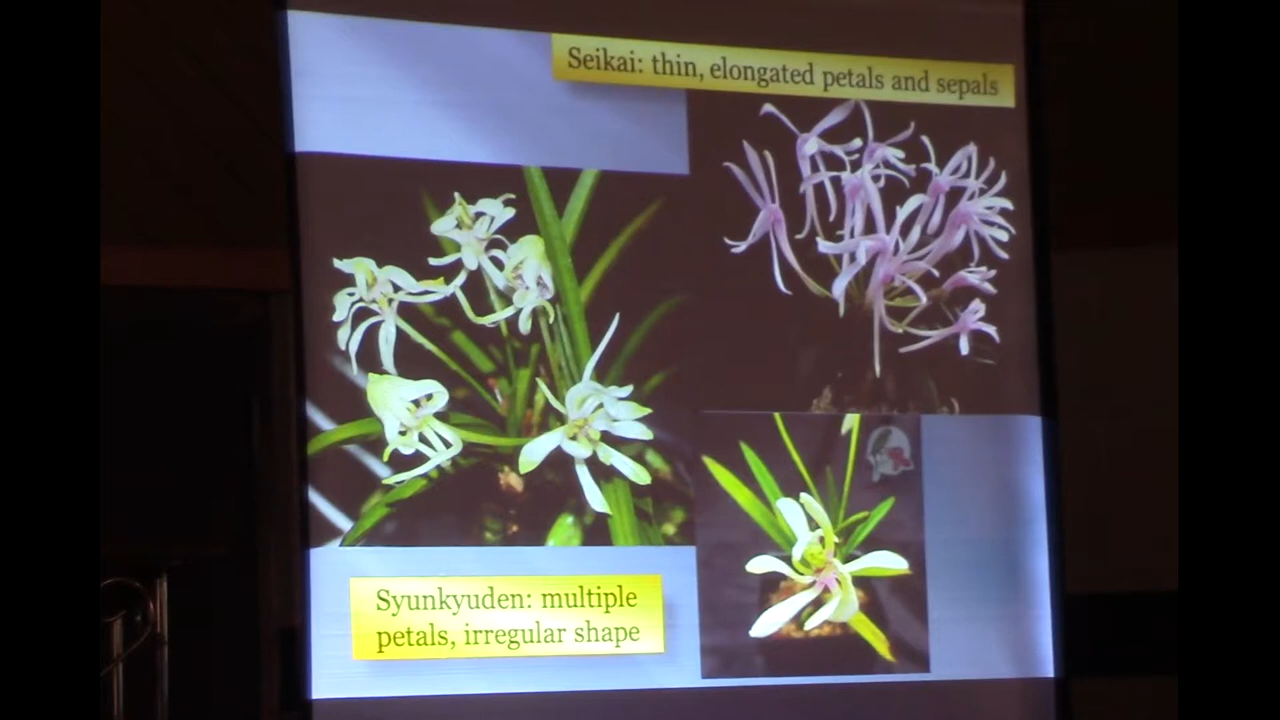 Seikai: thin, elongated petals and sepals
Syunkyuden: multiple
petals, irregular shape